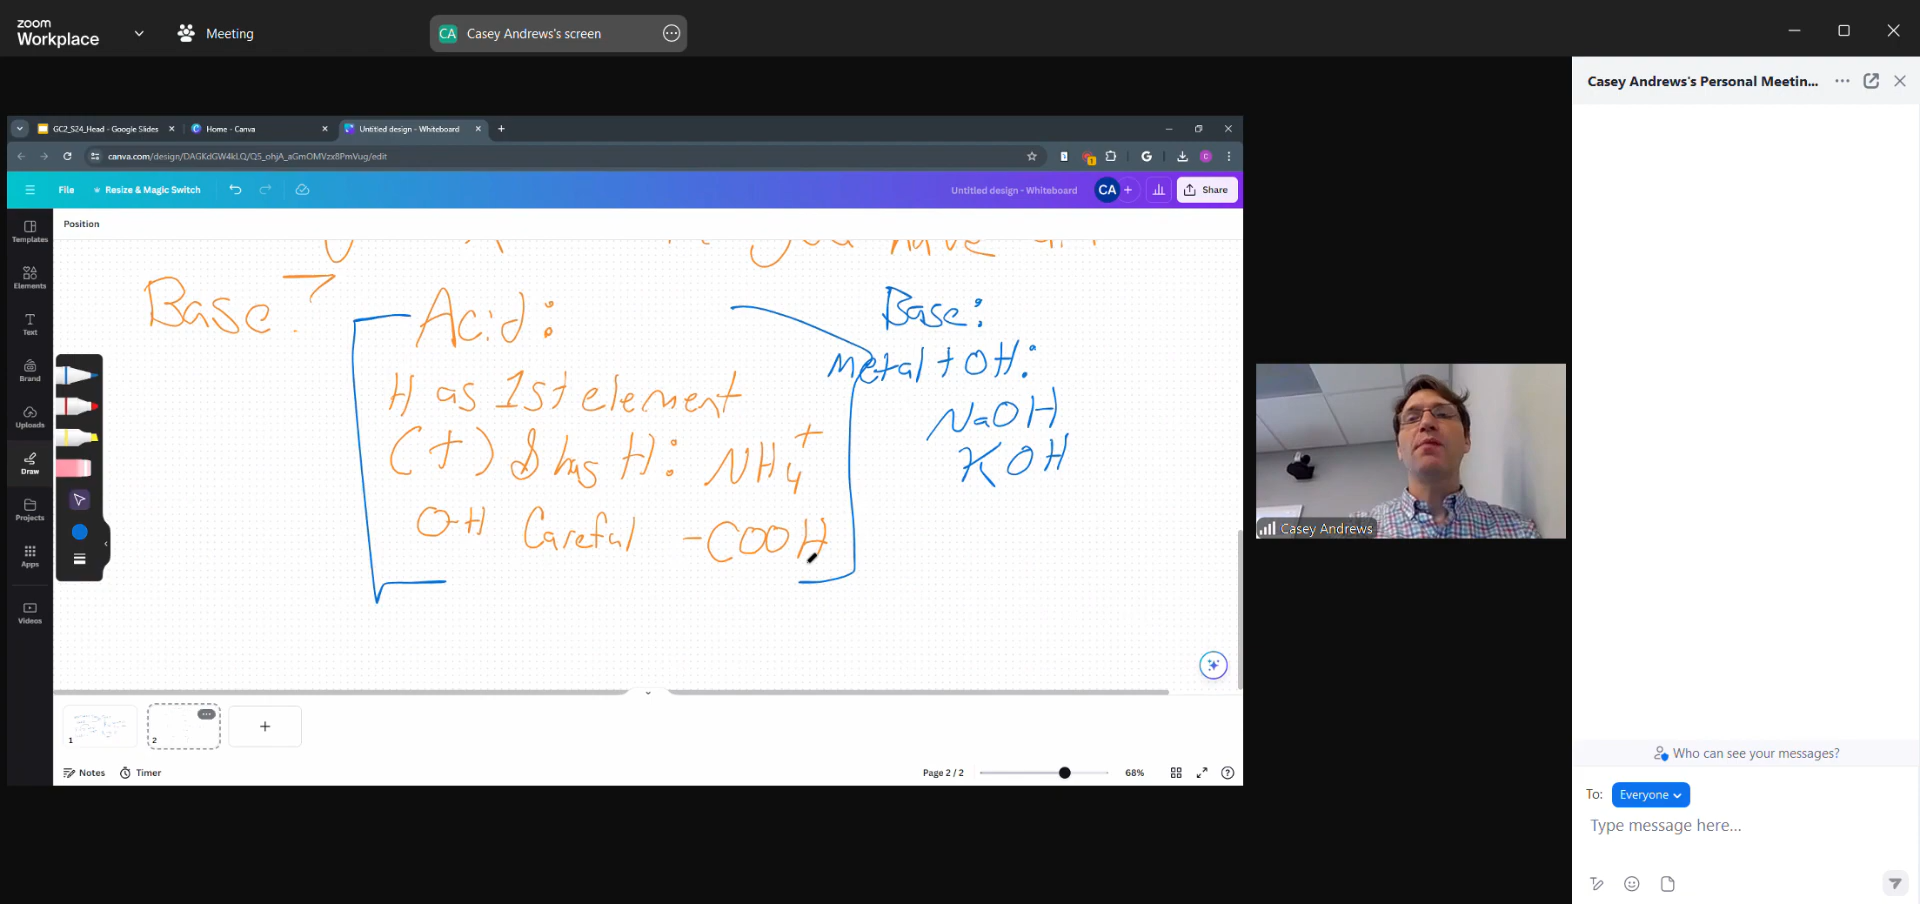 zoom
Workplace
Meeting
CA Casey Andrews's screen
Casey Andrews's Personal Meetin...
GC2_S24_Head - Google Slides
Home - Canva
Untitled design - Whiteboard
canva.com/design/DAGKdGW4kLQ/Q5_ohjA_aGmOMVzx8PmVug/edit
File
Resize & Magic Switch
Untitled design - Whiteboard
CA
Share
Position
Templates
Elements
Text
Brand
Uploads
Draw
Projects
Apps
Videos
you have
Base?
Acid:
H as 1st element
(+) & has H: NH4+
OH Careful -COOH
Base:
Metal + OH:
NaOH
KOH
Casey Andrews
1
2
Notes
Timer
Page 2 / 2
68%
Who can see your messages?
To: Everyone
Type message here...